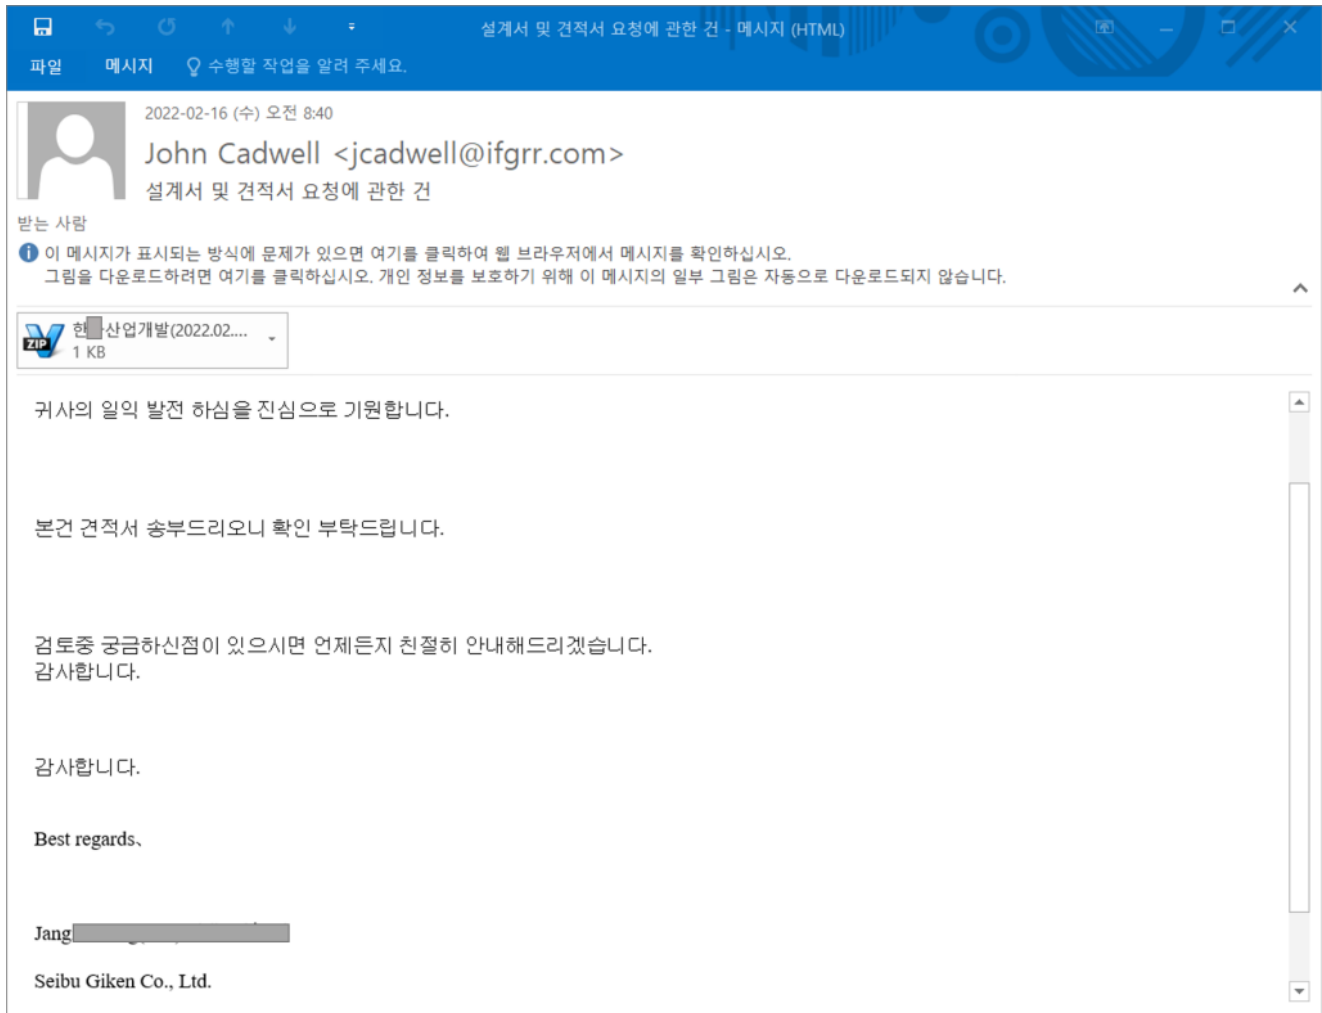 설계서 및 견적서 요청에 관한 건 - 메시지 (HTML)
파일 메시지 수행할 작업을 알려 주세요.
2022-02-16 (수) 오전 8:40
John Cadwell <jcadwell@ifgrr.com>
설계서 및 견적서 요청에 관한 건
받는 사람
이 메시지가 표시되는 방식에 문제가 있으면 여기를 클릭하여 웹 브라우저에서 메시지를 확인하십시오.
그림을 다운로드하려면 여기를 클릭하십시오. 개인 정보를 보호하기 위해 이 메시지의 일부 그림은 자동으로 다운로드되지 않습니다.
ZIP
한 산업개발(2022.02....
1 KB
귀사의 일익 발전 하심을 진심으로 기원합니다.
본건 견적서 송부드리오니 확인 부탁드립니다.
검토중 궁금하신점이 있으시면 언제든지 친절히 안내해드리겠습니다.
감사합니다.
감사합니다.
Best regards、
Jang
Seibu Giken Co., Ltd.